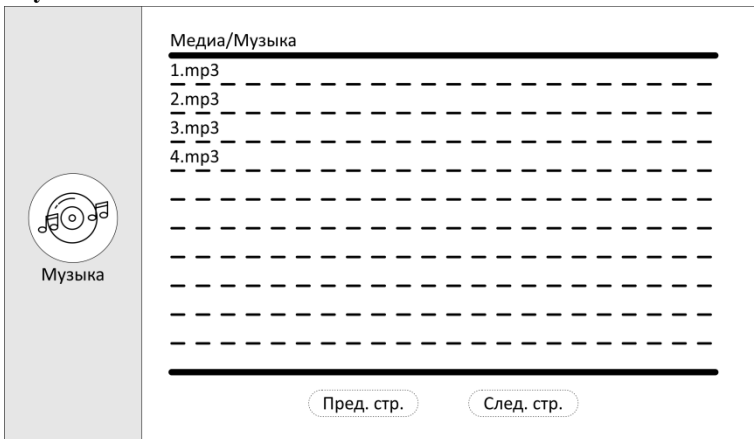 Медиа/Музыка
1.mp3
2.mp3
3.mp3
4.mp3
Музыка
Пред. стр.
След. стр.